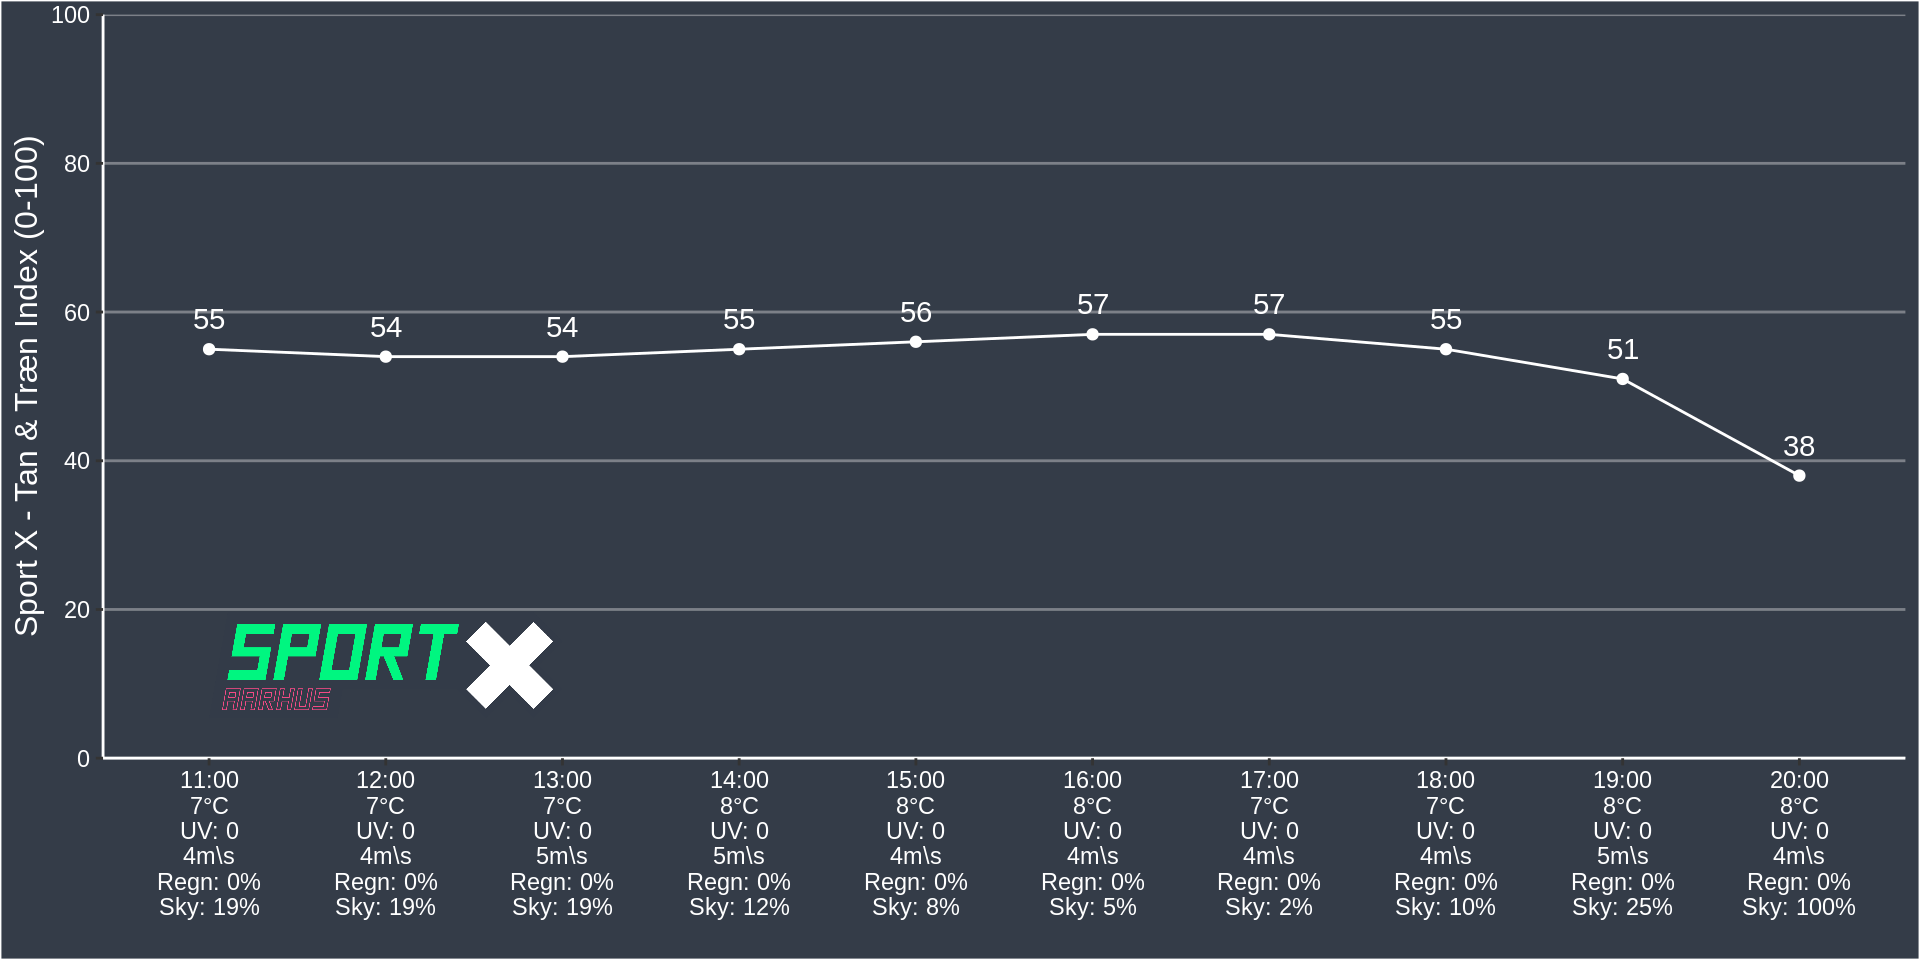 Sport X - Tan & Træn Index (0-100)
100
80
60
40
20
0
55
54
54
55
56
57
57
55
51
38
SPORT X
AARHUS
11:00 12:00 13:00 14:00 15:00 16:00 17:00 18:00 19:00 20:00
7°C 7°C 7°C 8°C 8°C 8°C 7°C 7°C 8°C 8°C
UV: 0 UV: 0 UV: 0 UV: 0 UV: 0 UV: 0 UV: 0 UV: 0 UV: 0 UV: 0
4m\s 4m\s 5m\s 5m\s 4m\s 4m\s 4m\s 4m\s 5m\s 4m\s
Regn: 0% Regn: 0% Regn: 0% Regn: 0% Regn: 0% Regn: 0% Regn: 0% Regn: 0% Regn: 0% Regn: 0%
Sky: 19% Sky: 19% Sky: 19% Sky: 12% Sky: 8% Sky: 5% Sky: 2% Sky: 10% Sky: 25% Sky: 100%